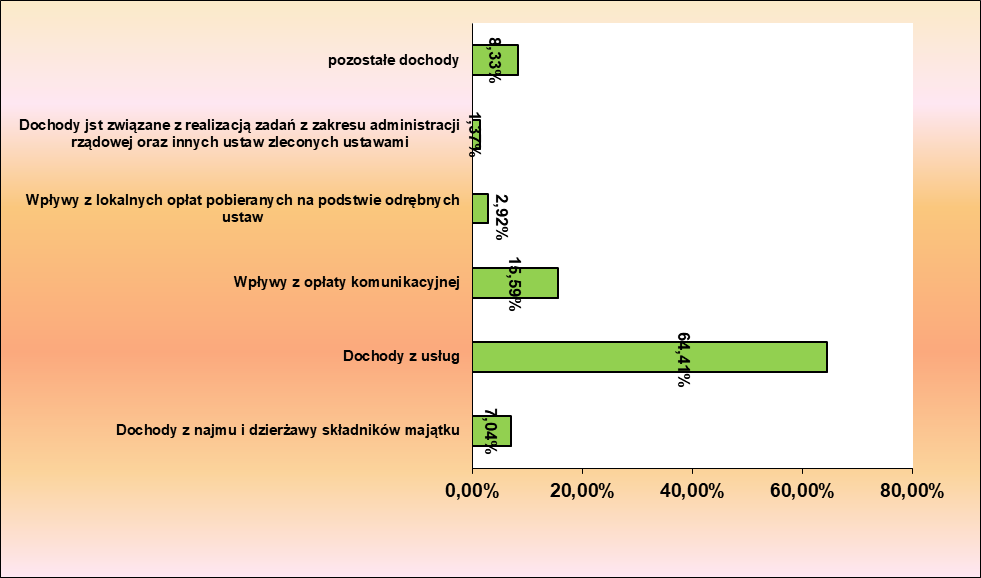 pozostałe dochody
8,33%
Dochody jst związane z realizacją zadań z zakresu administracji
rządowej oraz innych ustaw zleconych ustawami
1,37%
Wpływy z lokalnych opłat pobieranych na podstwie odrębnych
ustaw
2,92%
Wpływy z opłaty komunikacyjnej
15,59%
Dochody z usług
64,41%
Dochody z najmu i dzierżawy składników majątku
7,04%
0,00% 20,00% 40,00% 60,00% 80,00%